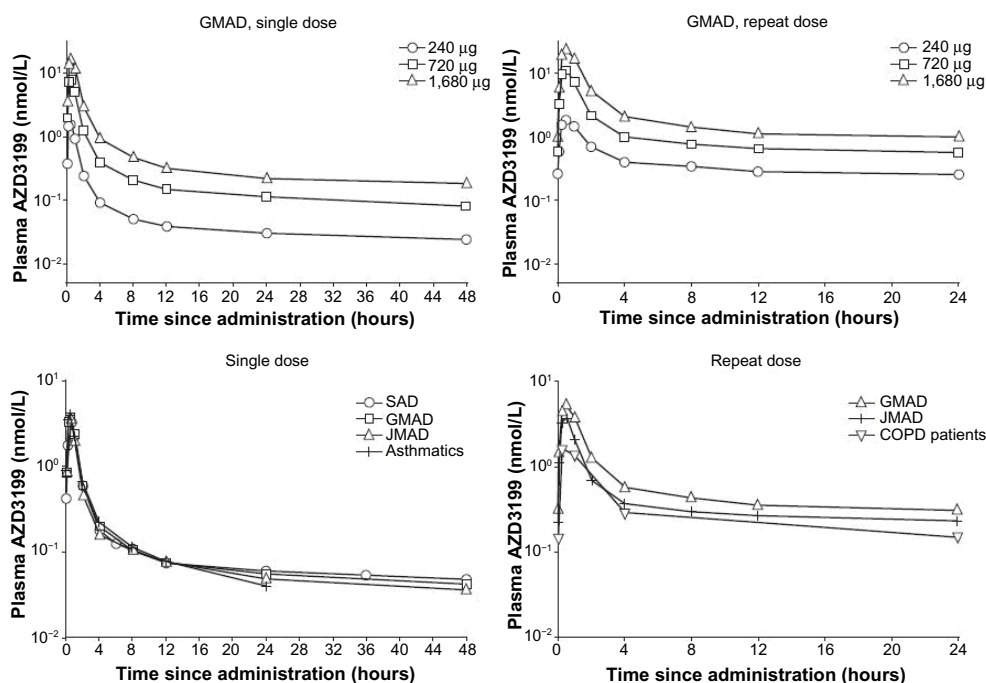 GMAD, single dose
240 µg
720 µg
1,680 µg
Plasma AZD3199 (nmol/L)
10¹
10⁰
10⁻¹
10⁻²
0 4 8 12 16 20 24 28 32 36 40 44 48
Time since administration (hours)
GMAD, repeat dose
240 µg
720 µg
1,680 µg
Plasma AZD3199 (nmol/L)
10¹
10⁰
10⁻¹
10⁻²
0 4 8 12 16 20 24
Time since administration (hours)
Single dose
SAD
GMAD
JMAD
Asthmatics
Plasma AZD3199 (nmol/L)
10¹
10⁰
10⁻¹
10⁻²
0 4 8 12 16 20 24 28 32 36 40 44 48
Time since administration (hours)
Repeat dose
GMAD
JMAD
COPD patients
Plasma AZD3199 (nmol/L)
10¹
10⁰
10⁻¹
10⁻²
0 4 8 12 16 20 24
Time since administration (hours)